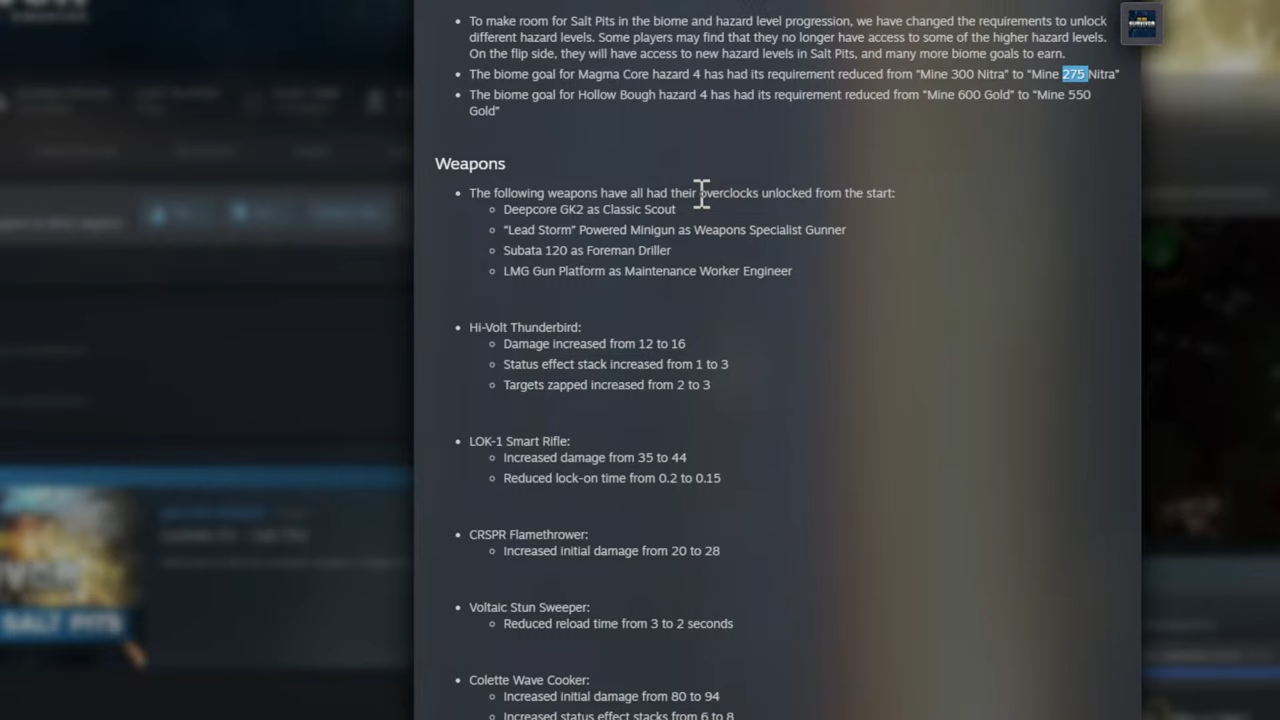 To make room for Salt Pits in the biome and hazard level progression, we have changed the requirements to unlock
different hazard levels. Some players may find that they no longer have access to some of the higher hazard levels.
On the flip side, they will have access to new hazard levels in Salt Pits, and many more biome goals to earn.
The biome goal for Magma Core hazard 4 has had its requirement reduced from “Mine 300 Nitra” to “Mine 275 Nitra”
The biome goal for Hollow Bough hazard 4 has had its requirement reduced from “Mine 600 Gold” to “Mine 550
Gold”
Weapons
The following weapons have all had their overclocks unlocked from the start:
Deepcore GK2 as Classic Scout
“Lead Storm” Powered Minigun as Weapons Specialist Gunner
Subata 120 as Foreman Driller
LMG Gun Platform as Maintenance Worker Engineer
Hi-Volt Thunderbird:
Damage increased from 12 to 16
Status effect stack increased from 1 to 3
Targets zapped increased from 2 to 3
LOK-1 Smart Rifle:
Increased damage from 35 to 44
Reduced lock-on time from 0.2 to 0.15
CRSPR Flamethrower:
Increased initial damage from 20 to 28
Voltaic Stun Sweeper:
Reduced reload time from 3 to 2 seconds
Colette Wave Cooker:
Increased initial damage from 80 to 94
Increased status effect stacks from 6 to 8
SALT PITS